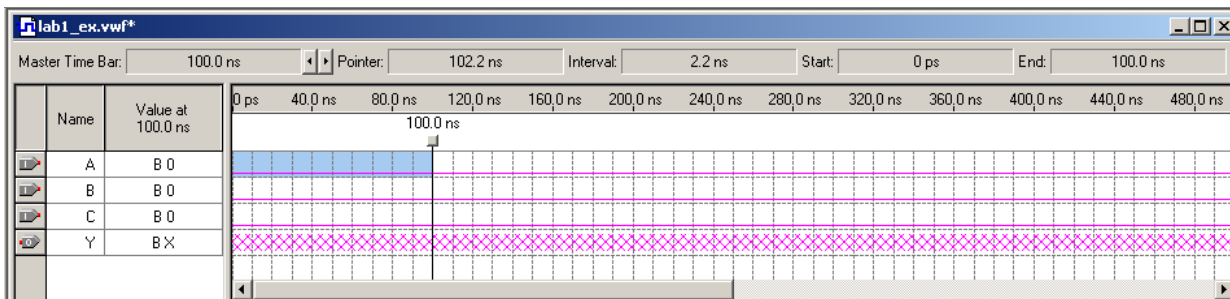 lab1_ex.vwf*
Master Time Bar: 100.0 ns Pointer: 102.2 ns Interval: 2.2 ns Start: 0 ps End: 100.0 ns
Name Value at 100.0 ns 0 ps 40.0 ns 80.0 ns 120.0 ns 160.0 ns 200.0 ns 240.0 ns 280.0 ns 320.0 ns 360.0 ns 400.0 ns 440.0 ns 480.0 ns
100.0 ns
A B 0
B B 0
C B 0
Y B X